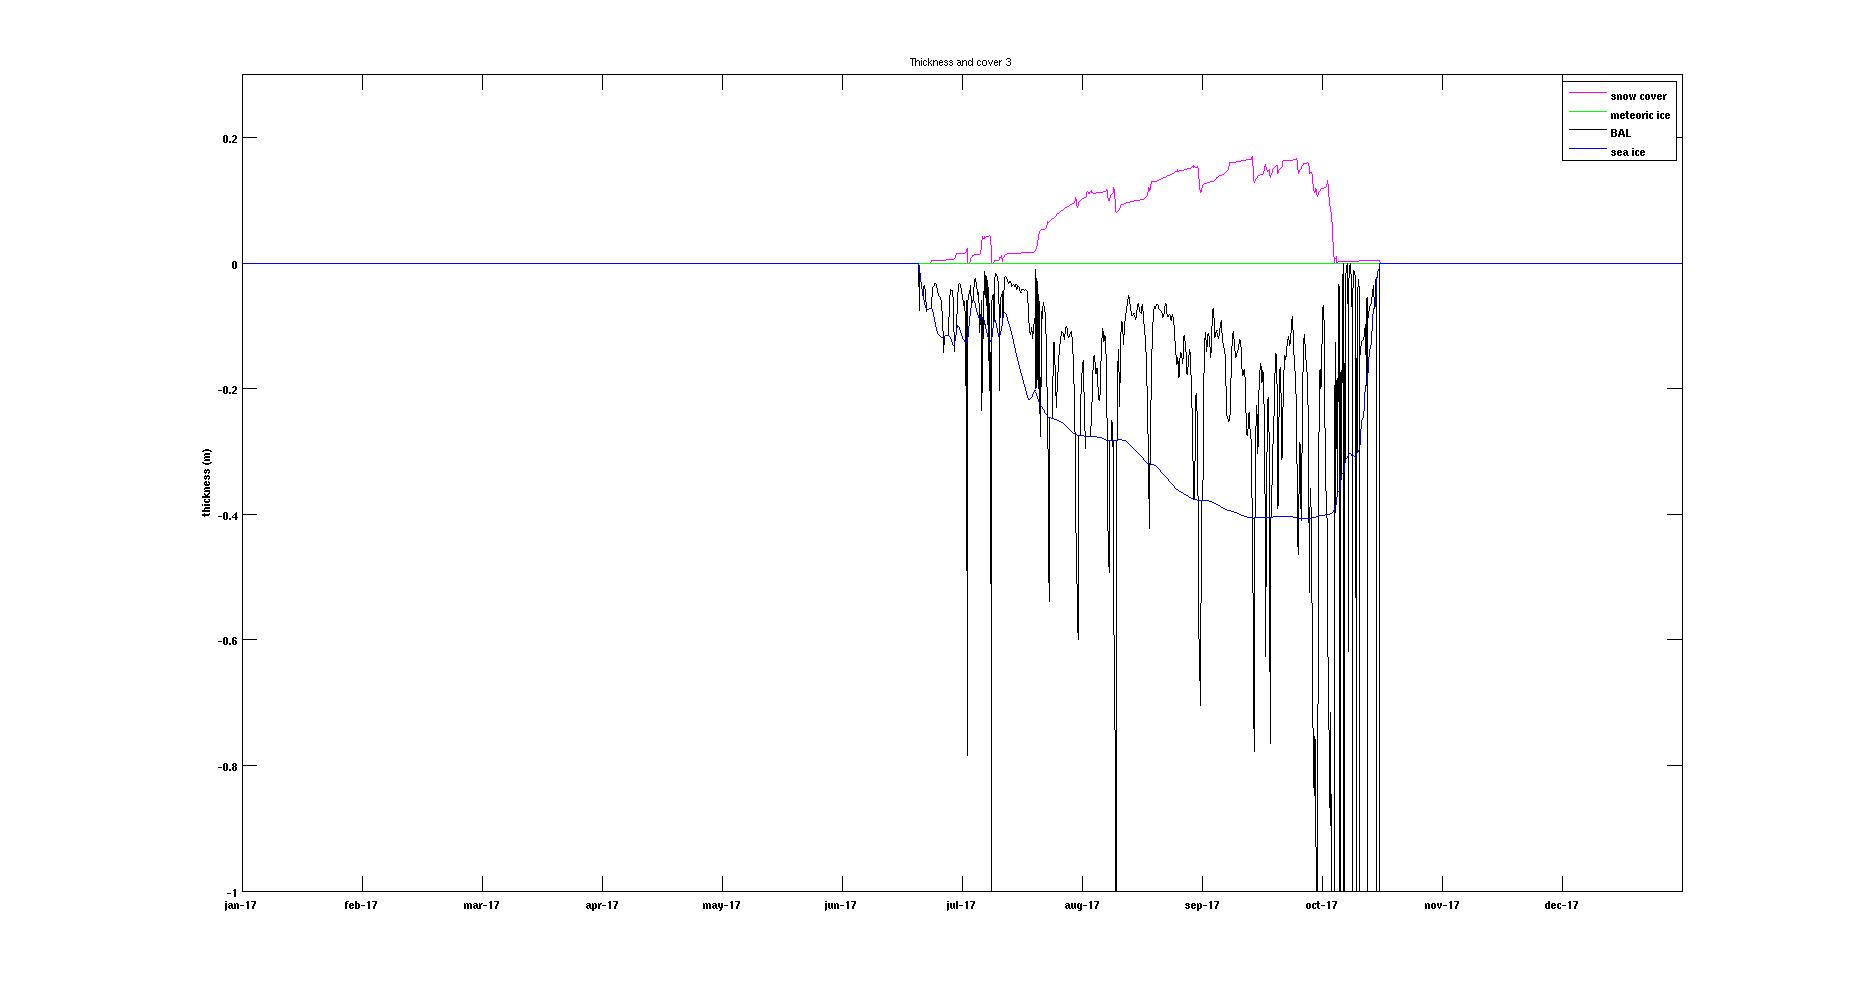 Thickness and cover 3
snow cover
meteoric ice
BAL
sea ice
thickness (m)
0.2
0
-0.2
-0.4
-0.6
-0.8
-1
jan-17 feb-17 mar-17 apr-17 may-17 jun-17 jul-17 aug-17 sep-17 oct-17 nov-17 dec-17